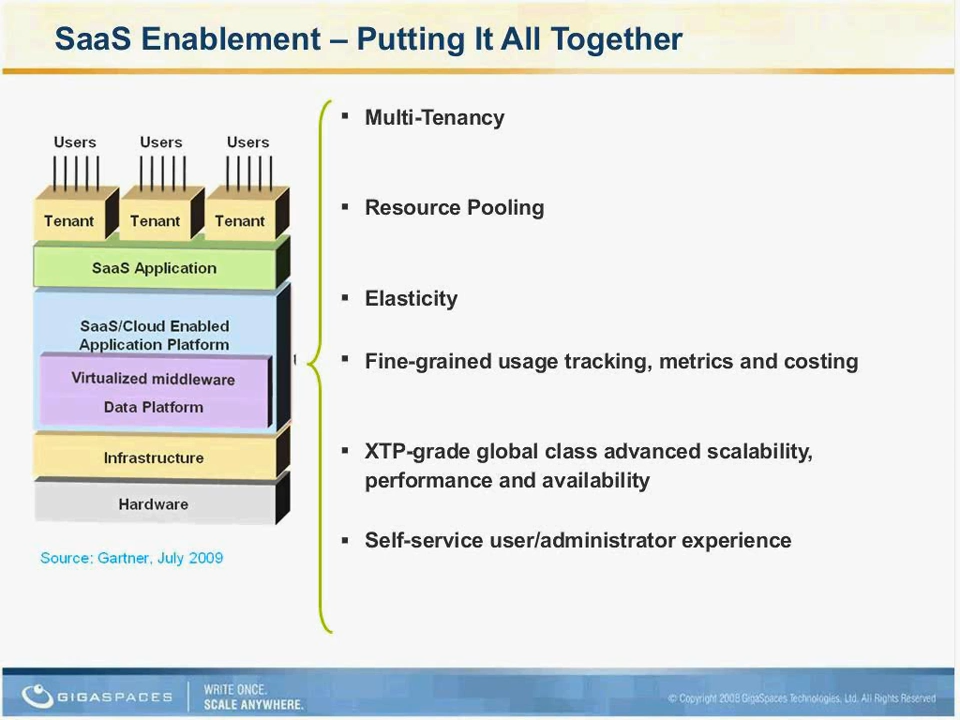 SaaS Enablement – Putting It All Together
Users Users Users
Tenant Tenant Tenant
SaaS Application
SaaS/Cloud Enabled
Application Platform
Virtualized middleware
Data Platform
Infrastructure
Hardware
Source: Gartner, July 2009
▪ Multi-Tenancy
▪ Resource Pooling
▪ Elasticity
▪ Fine-grained usage tracking, metrics and costing
▪ XTP-grade global class advanced scalability,
performance and availability
▪ Self-service user/administrator experience
GIGASPACES
WRITE ONCE.
SCALE ANYWHERE.
© Copyright 2008 GigaSpaces Technologies, Ltd. All Rights Reserved